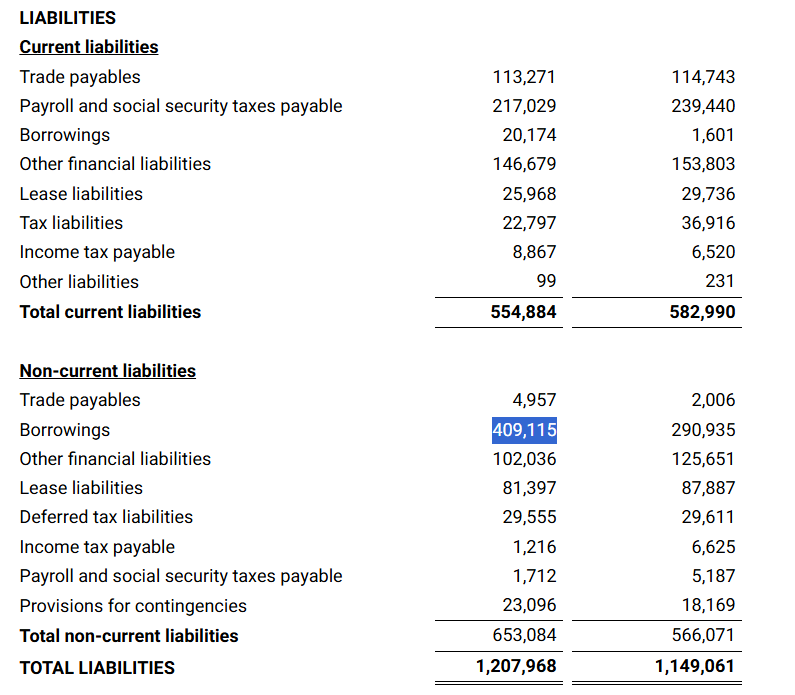 LIABILITIES
Current liabilities
Trade payables 113,271 114,743
Payroll and social security taxes payable 217,029 239,440
Borrowings 20,174 1,601
Other financial liabilities 146,679 153,803
Lease liabilities 25,968 29,736
Tax liabilities 22,797 36,916
Income tax payable 8,867 6,520
Other liabilities 99 231
Total current liabilities 554,884 582,990
Non-current liabilities
Trade payables 4,957 2,006
Borrowings 409,115 290,935
Other financial liabilities 102,036 125,651
Lease liabilities 81,397 87,887
Deferred tax liabilities 29,555 29,611
Income tax payable 1,216 6,625
Payroll and social security taxes payable 1,712 5,187
Provisions for contingencies 23,096 18,169
Total non-current liabilities 653,084 566,071
TOTAL LIABILITIES 1,207,968 1,149,061